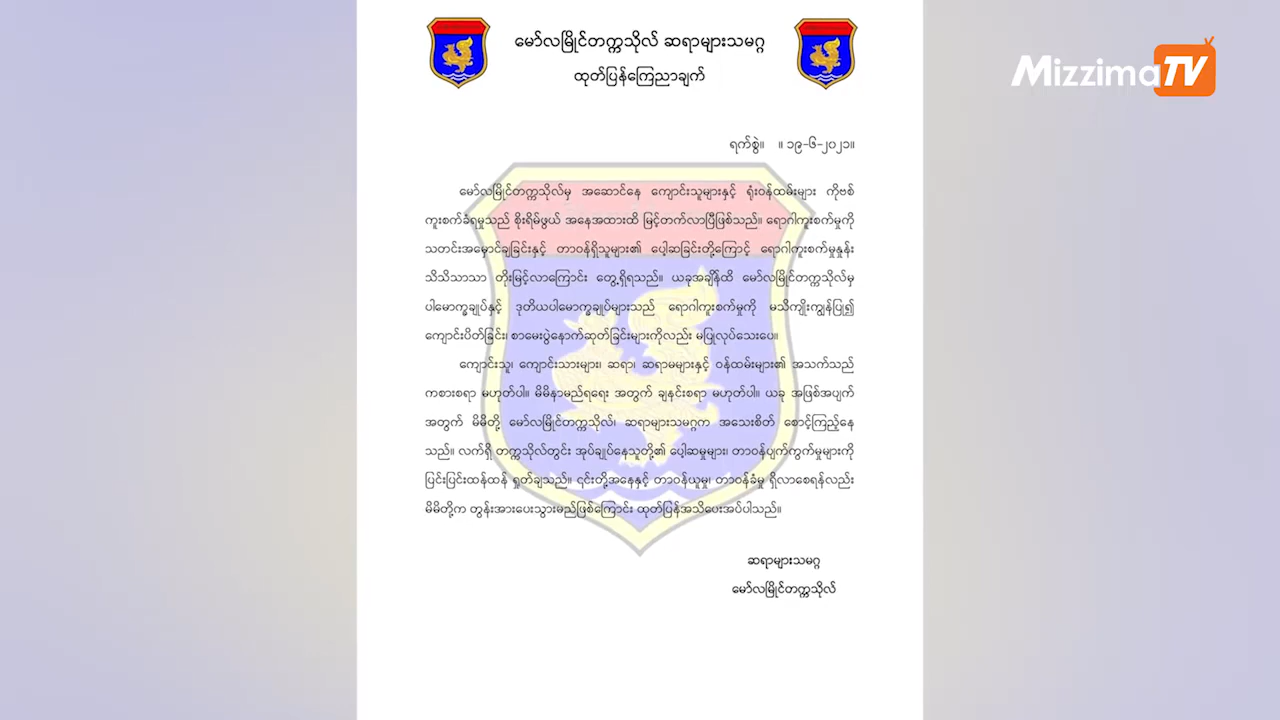 မော်လမြိုင်တက္ကသိုလ် ဆရာများသမဂ္ဂ
ထုတ်ပြန်ကြေညာချက်
MizzimaTV
ရက်စွဲ။ ။ ၁၉-၆-၂၀၂၁။
မော်လမြိုင်တက္ကသိုလ်မှ အဆောင်နေ ကျောင်းသူများနှင့် ရုံးဝန်ထမ်းများ ကိုဗစ်
ကူးစက်ခံရမှုသည် စိုးရိမ်ဖွယ် အနေအထားထိ မြင့်တက်လာပြီဖြစ်သည်။ ရောဂါကူးစက်မှုကို
သတင်းအမှောင်ချခြင်းနှင့် တာဝန်ရှိသူများ၏ ပေါ့ဆခြင်းတို့ကြောင့် ရောဂါကူးစက်မှုနှုန်း
သိသိသာသာ တိုးမြင့်လာကြောင်း တွေ့ရှိရသည်။ ယခုအချိန်ထိ မော်လမြိုင်တက္ကသိုလ်မှ
ပါမောက္ခချုပ်နှင့် ဒုတိယပါမောက္ခချုပ်များသည် ရောဂါကူးစက်မှုကို မသိကျိုးကျွန်ပြု၍
ကျောင်းပိတ်ခြင်း၊ စာမေးပွဲနောက်ဆုတ်ခြင်းများကိုလည်း မပြုလုပ်သေးပေ။
ကျောင်းသူ၊ ကျောင်းသားများ၊ ဆရာ၊ ဆရာမများနှင့် ဝန်ထမ်းများ၏ အသက်သည်
ကစားစရာ မဟုတ်ပါ။ မိမိနာမည်ရရေး အတွက် ချနင်းစရာ မဟုတ်ပါ။ ယခု အဖြစ်အပျက်
အတွက် မိမိတို့ မော်လမြိုင်တက္ကသိုလ်၊ ဆရာများသမဂ္ဂက အသေးစိတ် စောင့်ကြည့်နေ
သည်။ လက်ရှိ တက္ကသိုလ်တွင်း အုပ်ချုပ်နေသူတို့၏ ပေါ့ဆမှုများ၊ တာဝန်ပျက်ကွက်မှုများကို
ပြင်းပြင်းထန်ထန် ရှုတ်ချသည်။ ၎င်းတို့အနေနှင့် တာဝန်ယူမှု၊ တာဝန်ခံမှု ရှိလာစေရန်လည်း
မိမိတို့က တွန်းအားပေးသွားမည်ဖြစ်ကြောင်း ထုတ်ပြန်အသိပေးအပ်ပါသည်။
ဆရာများသမဂ္ဂ
မော်လမြိုင်တက္ကသိုလ်